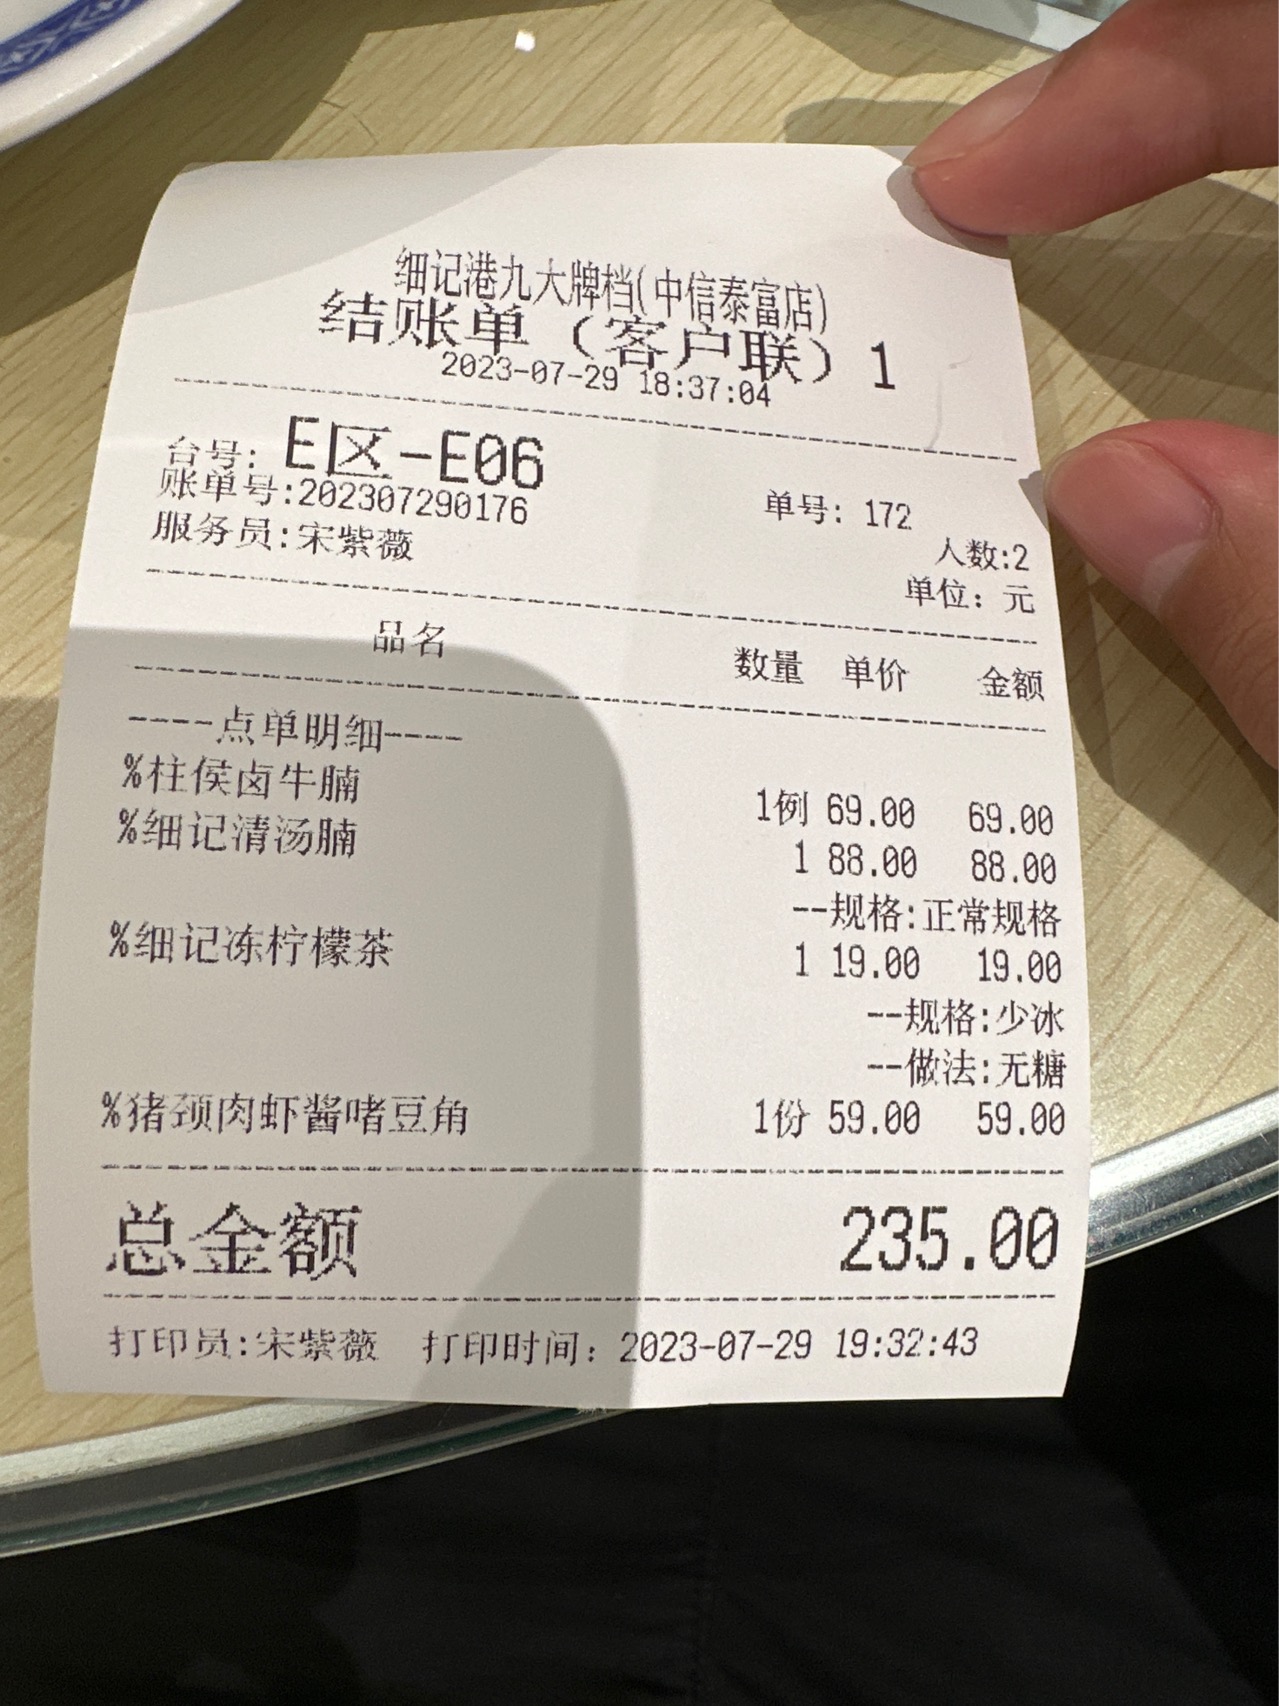 细记港九大牌档(中信泰富店)
结账单（客户联）1
2023-07-29 18:37:04
台号: E区-E06
单号: 172
账单号:202307290176
人数:2
服务员:宋紫薇
单位: 元
品名 数量 单价 金额
----点单明细----
%柱侯卤牛腩 1例 69.00 69.00
%细记清汤腩 1 88.00 88.00
--规格:正常规格
%细记冻柠檬茶 1 19.00 19.00
--规格:少冰
--做法:无糖
%猪颈肉虾酱啫豆角 1份 59.00 59.00
总金额 235.00
打印员:宋紫薇 打印时间: 2023-07-29 19:32:43